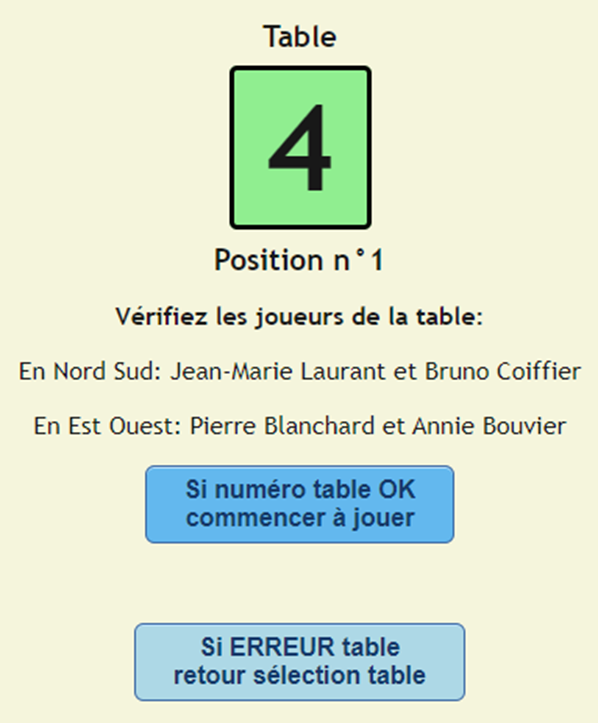 Table
4
Position n°1
Vérifiez les joueurs de la table:
En Nord Sud: Jean-Marie Laurant et Bruno Coiffier
En Est Ouest: Pierre Blanchard et Annie Bouvier
Si numéro table OK
commencer à jouer
Si ERREUR table
retour sélection table